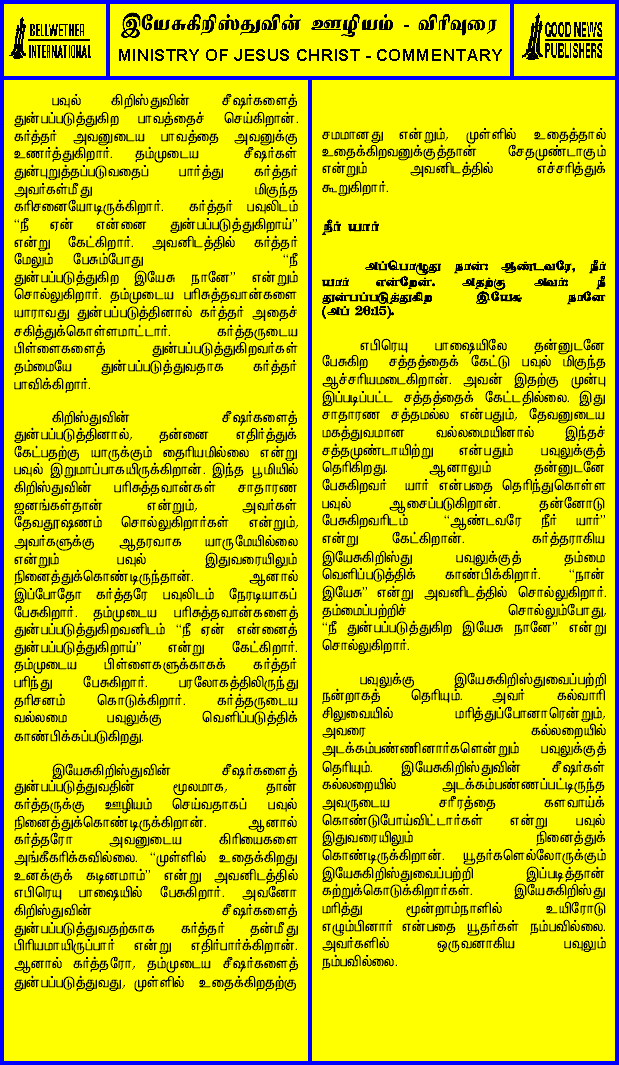 BELLWETHER
INTERNATIONAL
இயேசுகிறிஸ்துவின் ஊழியம் - விரிவுரை
MINISTRY OF JESUS CHRIST - COMMENTARY
GOOD NEWS
PUBLISHERS
பவுல் கிறிஸ்துவின் சீஷர்களைத்
துன்பப்படுத்துகிற பாவத்தைச் செய்கிறான்.
கர்த்தர் அவனுடைய பாவத்தை அவனுக்கு
உணர்த்துகிறார். தம்முடைய சீஷர்கள்
துன்புறுத்தப்படுவதைப் பார்த்து கர்த்தர்
அவர்கள்மீது மிகுந்த
கரிசனையோடிருக்கிறார். கர்த்தர் பவுலிடம்
“நீ ஏன் என்னை துன்பப்படுத்துகிறாய்”
என்று கேட்கிறார். அவனிடத்தில் கர்த்தர்
மேலும் பேசும்போது “நீ
துன்பப்படுத்துகிற இயேசு நானே” என்றும்
சொல்லுகிறார். தம்முடைய பரிசுத்தவான்களை
யாராவது துன்பப்படுத்தினால் கர்த்தர் அதைச்
சகித்துக்கொள்ளமாட்டார். கர்த்தருடைய
பிள்ளைகளைத் துன்பப்படுத்துகிறவர்கள்
தம்மையே துன்பப்படுத்துவதாக கர்த்தர்
பாவிக்கிறார்.
கிறிஸ்துவின் சீஷர்களைத்
துன்பப்படுத்தினால், தன்னை எதிர்த்துக்
கேட்பதற்கு யாருக்கும் தைரியமில்லை என்று
பவுல் இறுமாப்பாகயிருக்கிறான். இந்த பூமியில்
கிறிஸ்துவின் பரிசுத்தவான்கள் சாதாரண
ஜனங்கள்தான் என்றும், அவர்கள்
தேவதூஷணம் சொல்லுகிறார்கள் என்றும்,
அவர்களுக்கு ஆதரவாக யாருமேயில்லை
என்றும் பவுல் இதுவரையிலும்
நினைத்துக்கொண்டிருந்தான். ஆனால்
இப்போதோ கர்த்தரே பவுலிடம் நேரடியாகப்
பேசுகிறார். தம்முடைய பரிசுத்தவான்களைத்
துன்பப்படுத்துகிறவனிடம் “நீ ஏன் என்னைத்
துன்பப்படுத்துகிறாய்” என்று கேட்கிறார்.
தம்முடைய பிள்ளைகளுக்காகக் கர்த்தர்
பரிந்து பேசுகிறார். பரலோகத்திலிருந்து
தரிசனம் கொடுக்கிறார். கர்த்தருடைய
வல்லமை பவுலுக்கு வெளிப்படுத்திக்
காண்பிக்கப்படுகிறது.
இயேசுகிறிஸ்துவின் சீஷர்களைத்
துன்பப்படுத்துவதின் மூலமாக, தான்
கர்த்தருக்கு ஊழியம் செய்வதாகப் பவுல்
நினைத்துக்கொண்டிருக்கிறான். ஆனால்
கர்த்தரோ அவனுடைய கிரியைகளை
அங்கீகரிக்கவில்லை. “முள்ளில் உதைக்கிறது
உனக்குக் கடினமாம்” என்று அவனிடத்தில்
எபிரெயு பாஷையில் பேசுகிறார். அவனோ
கிறிஸ்துவின் சீஷர்களைத்
துன்பப்படுத்துவதற்காக கர்த்தர் தன்மீது
பிரியமாயிருப்பார் என்று எதிர்பார்க்கிறான்.
ஆனால் கர்த்தரோ, தம்முடைய சீஷர்களைத்
துன்பப்படுத்துவது, முள்ளில் உதைக்கிறதற்கு
சமமானது என்றும், முள்ளில் உதைத்தால்
உதைக்கிறவனுக்குத்தான் சேதமுண்டாகும்
என்றும் அவனிடத்தில் எச்சரித்துக்
கூறுகிறார்.
நீர் யார்
அப்பொழுது நான்: ஆண்டவரே, நீர்
யார் என்றேன். அதற்கு அவர்: நீ
துன்பப்படுத்துகிற இயேசு நானே
(அப் 26:15).
எபிரெயு பாஷையிலே தன்னுடனே
பேசுகிற சத்தத்தைக் கேட்டு பவுல் மிகுந்த
ஆச்சரியமடைகிறான். அவன் இதற்கு முன்பு
இப்படிப்பட்ட சத்தத்தைக் கேட்டதில்லை. இது
சாதாரண சத்தமல்ல என்பதும், தேவனுடைய
மகத்துவமான வல்லமையினால் இந்தச்
சத்தமுண்டாயிற்று என்பதும் பவுலுக்குத்
தெரிகிறது. ஆனாலும் தன்னுடனே
பேசுகிறவர் யார் என்பதை தெரிந்துகொள்ள
பவுல் ஆசைப்படுகிறான். தன்னோடு
பேசுகிறவரிடம் “ஆண்டவரே நீர் யார்”
என்று கேட்கிறான். கர்த்தராகிய
இயேசுகிறிஸ்து பவுலுக்குத் தம்மை
வெளிப்படுத்திக் காண்பிக்கிறார். “நான்
இயேசு” என்று அவனிடத்தில் சொல்லுகிறார்.
தம்மைப்பற்றிச் சொல்லும்போது,
“நீ துன்பப்படுத்துகிற இயேசு நானே” என்று
சொல்லுகிறார்.
பவுலுக்கு இயேசுகிறிஸ்துவைப்பற்றி
நன்றாகத் தெரியும். அவர் கல்வாரி
சிலுவையில் மரித்துப்போனாரென்றும்,
அவரை கல்லறையில்
அடக்கம்பண்ணினார்களென்றும் பவுலுக்குத்
தெரியும். இயேசுகிறிஸ்துவின் சீஷர்கள்
கல்லறையில் அடக்கம்பண்ணப்பட்டிருந்த
அவருடைய சரீரத்தை களவாய்க்
கொண்டுபோய்விட்டார்கள் என்று பவுல்
இதுவரையிலும் நினைத்துக்
கொண்டிருக்கிறான். யூதர்களெல்லோருக்கும்
இயேசுகிறிஸ்துவைப்பற்றி இப்படித்தான்
கற்றுக்கொடுக்கிறார்கள். இயேசுகிறிஸ்து
மரித்து மூன்றாம்நாளில் உயிரோடு
எழும்பினார் என்பதை யூதர்கள் நம்பவில்லை.
அவர்களில் ஒருவனாகிய பவுலும்
நம்பவில்லை.